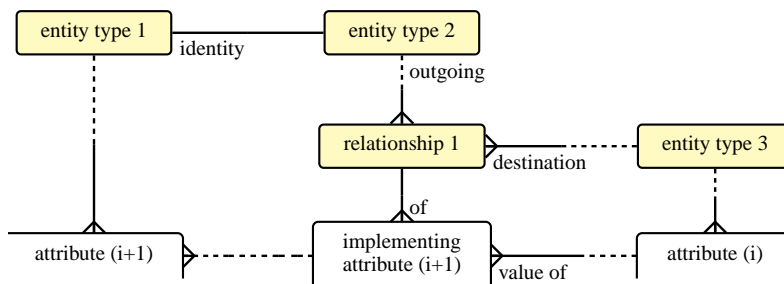 entity type 1
identity
entity type 2
outgoing
relationship 1
destination
entity type 3
of
attribute (i+1)
implementing
attribute (i+1)
value of
attribute (i)